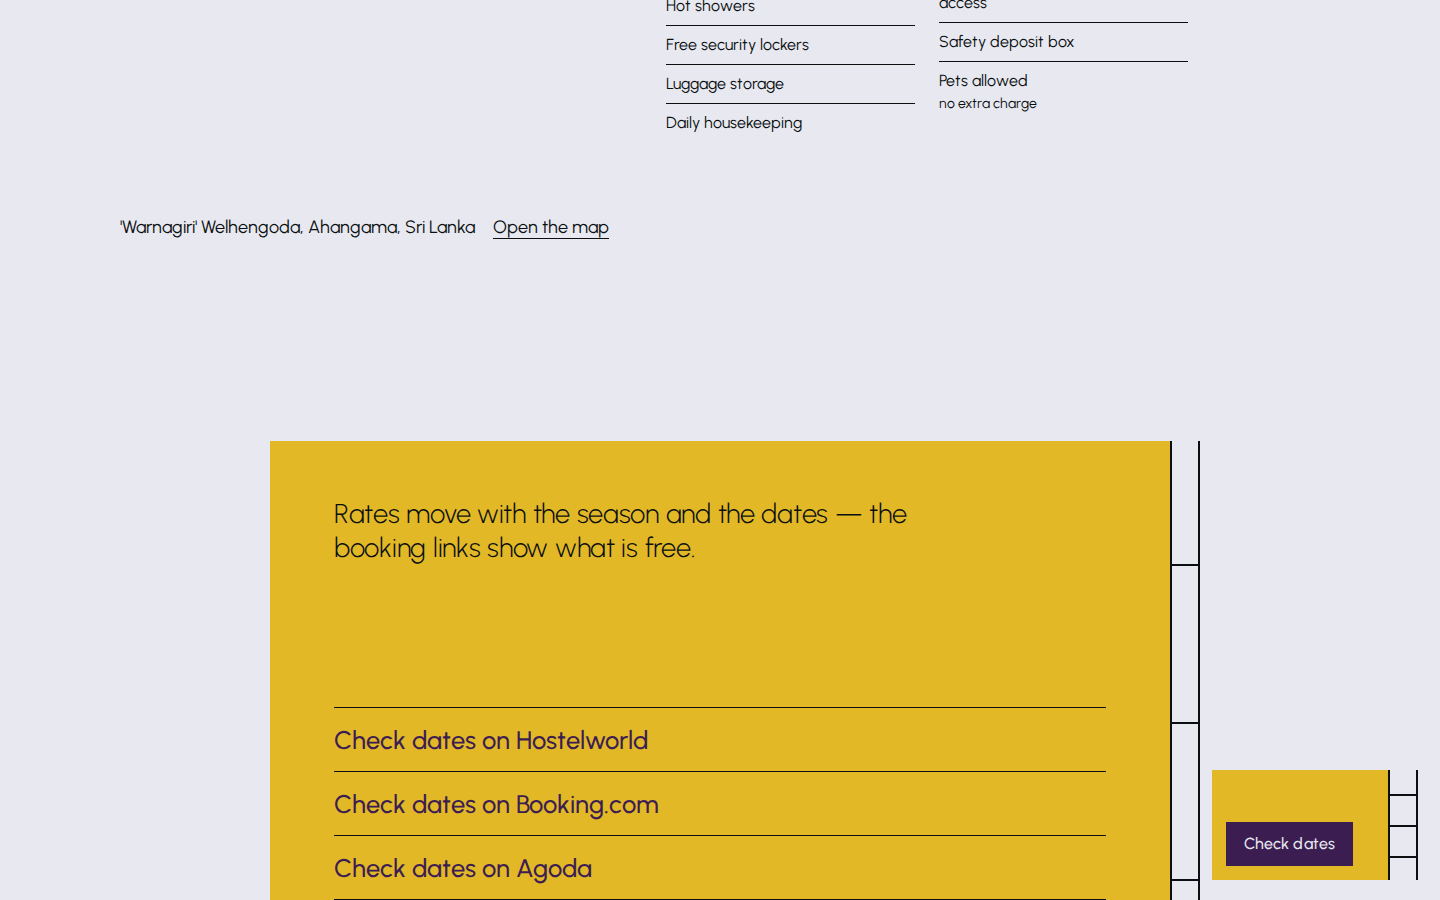 Hot showers
Free security lockers
Luggage storage
Daily housekeeping
access
Safety deposit box
Pets allowed
no extra charge
'Warnagiri' Welhengoda, Ahangama, Sri Lanka Open the map
Rates move with the season and the dates — the
booking links show what is free.
Check dates on Hostelworld
Check dates on Booking.com
Check dates on Agoda
Check dates